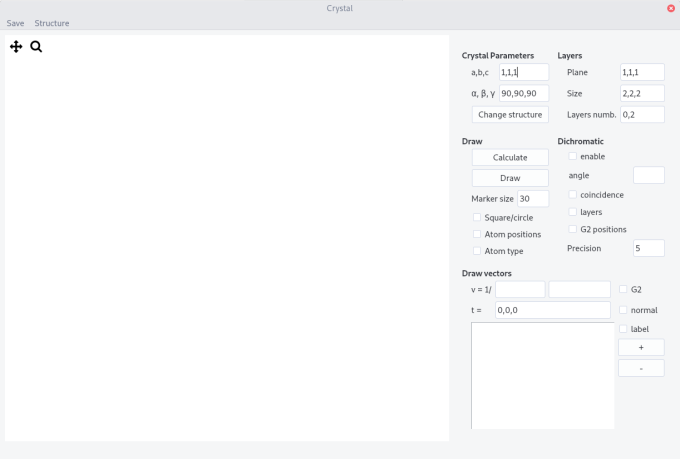 Crystal
Save Structure
Crystal Parameters Layers
a,b,c 1,1,1 Plane 1,1,1
α, β, γ 90,90,90 Size 2,2,2
Change structure Layers numb. 0,2
Draw Dichromatic
Calculate enable
Draw angle
Marker size 30 coincidence
Square/circle layers
Atom positions G2 positions
Atom type Precision 5
Draw vectors
v = 1/ G2
t = 0,0,0 normal
label
+
-